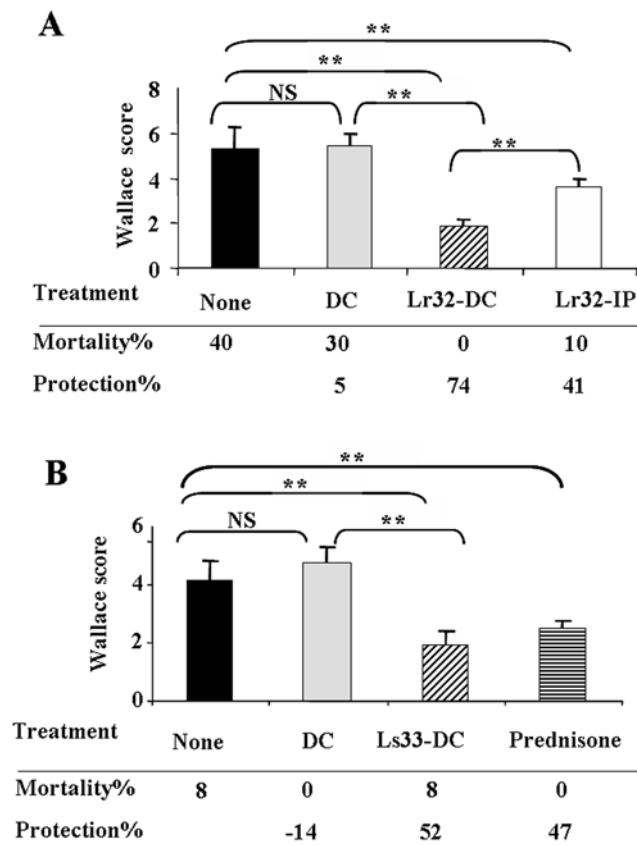 A
**
**
NS
**
**
8
6
4
2
0
Wallace score
Treatment None DC Lr32-DC Lr32-IP
Mortality% 40 30 0 10
Protection% 5 74 41
B
**
**
NS
**
6
4
2
0
Wallace score
Treatment None DC Ls33-DC Prednisone
Mortality% 8 0 8 0
Protection% -14 52 47